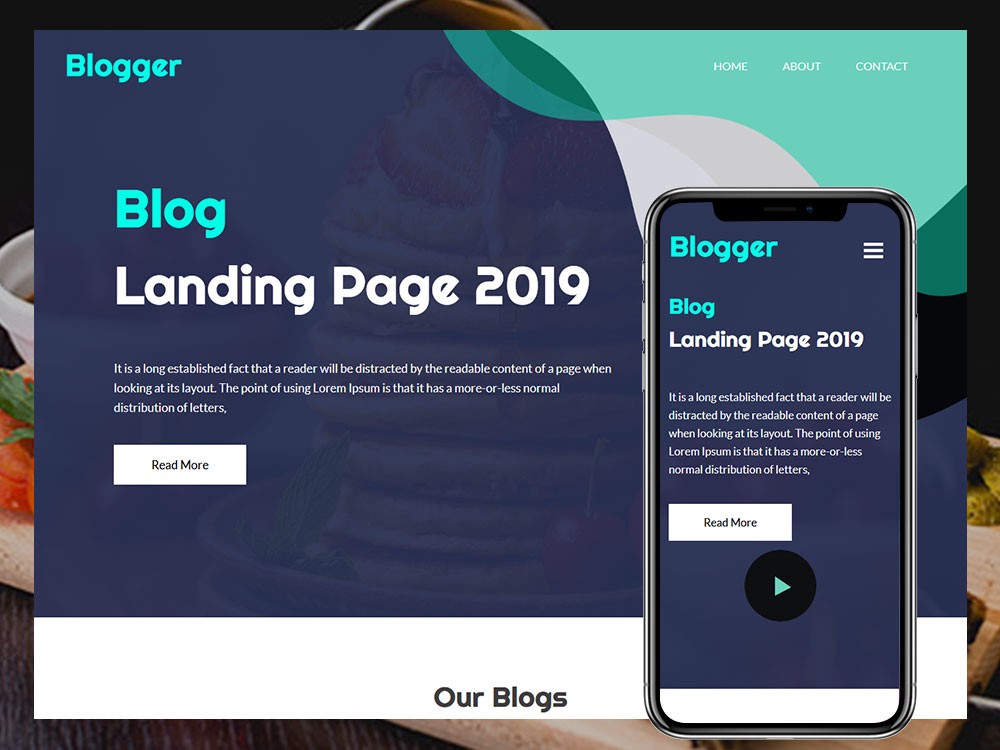 Blogger
HOME ABOUT CONTACT
Blog
Landing Page 2019
It is a long established fact that a reader will be distracted by the readable content of a page when
looking at its layout. The point of using Lorem Ipsum is that it has a more-or-less normal
distribution of letters,
Read More
Our Blogs
Blogger
Blog
Landing Page 2019
It is a long established fact that a reader will be
distracted by the readable content of a page
when looking at its layout. The point of using
Lorem Ipsum is that it has a more-or-less
normal distribution of letters,
Read More